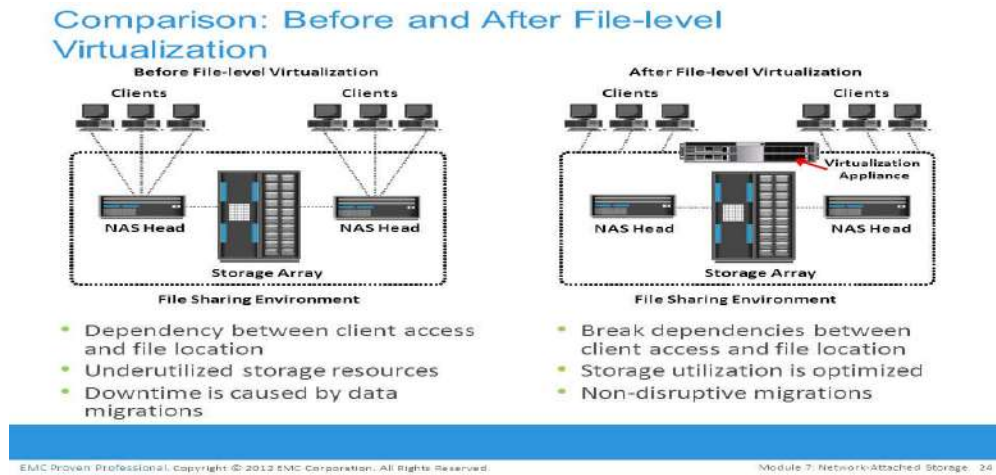 Comparison: Before and After File-level
Virtualization
Before File-level Virtualization
Clients
Clients
NAS Head
NAS Head
Storage Array
File Sharing Environment
• Dependency between client access
and file location
• Underutilized storage resources
• Downtime is caused by data
migrations
After File-level Virtualization
Clients
Clients
Virtualization
Appliance
NAS Head
NAS Head
Storage Array
File Sharing Environment
• Break dependencies between
client access and file location
• Storage utilization is optimized
• Non-disruptive migrations
EMC Proven Professional. Copyright © 2012 EMC Corporation. All Rights Reserved.
Module 7: Network-Attached Storage 24